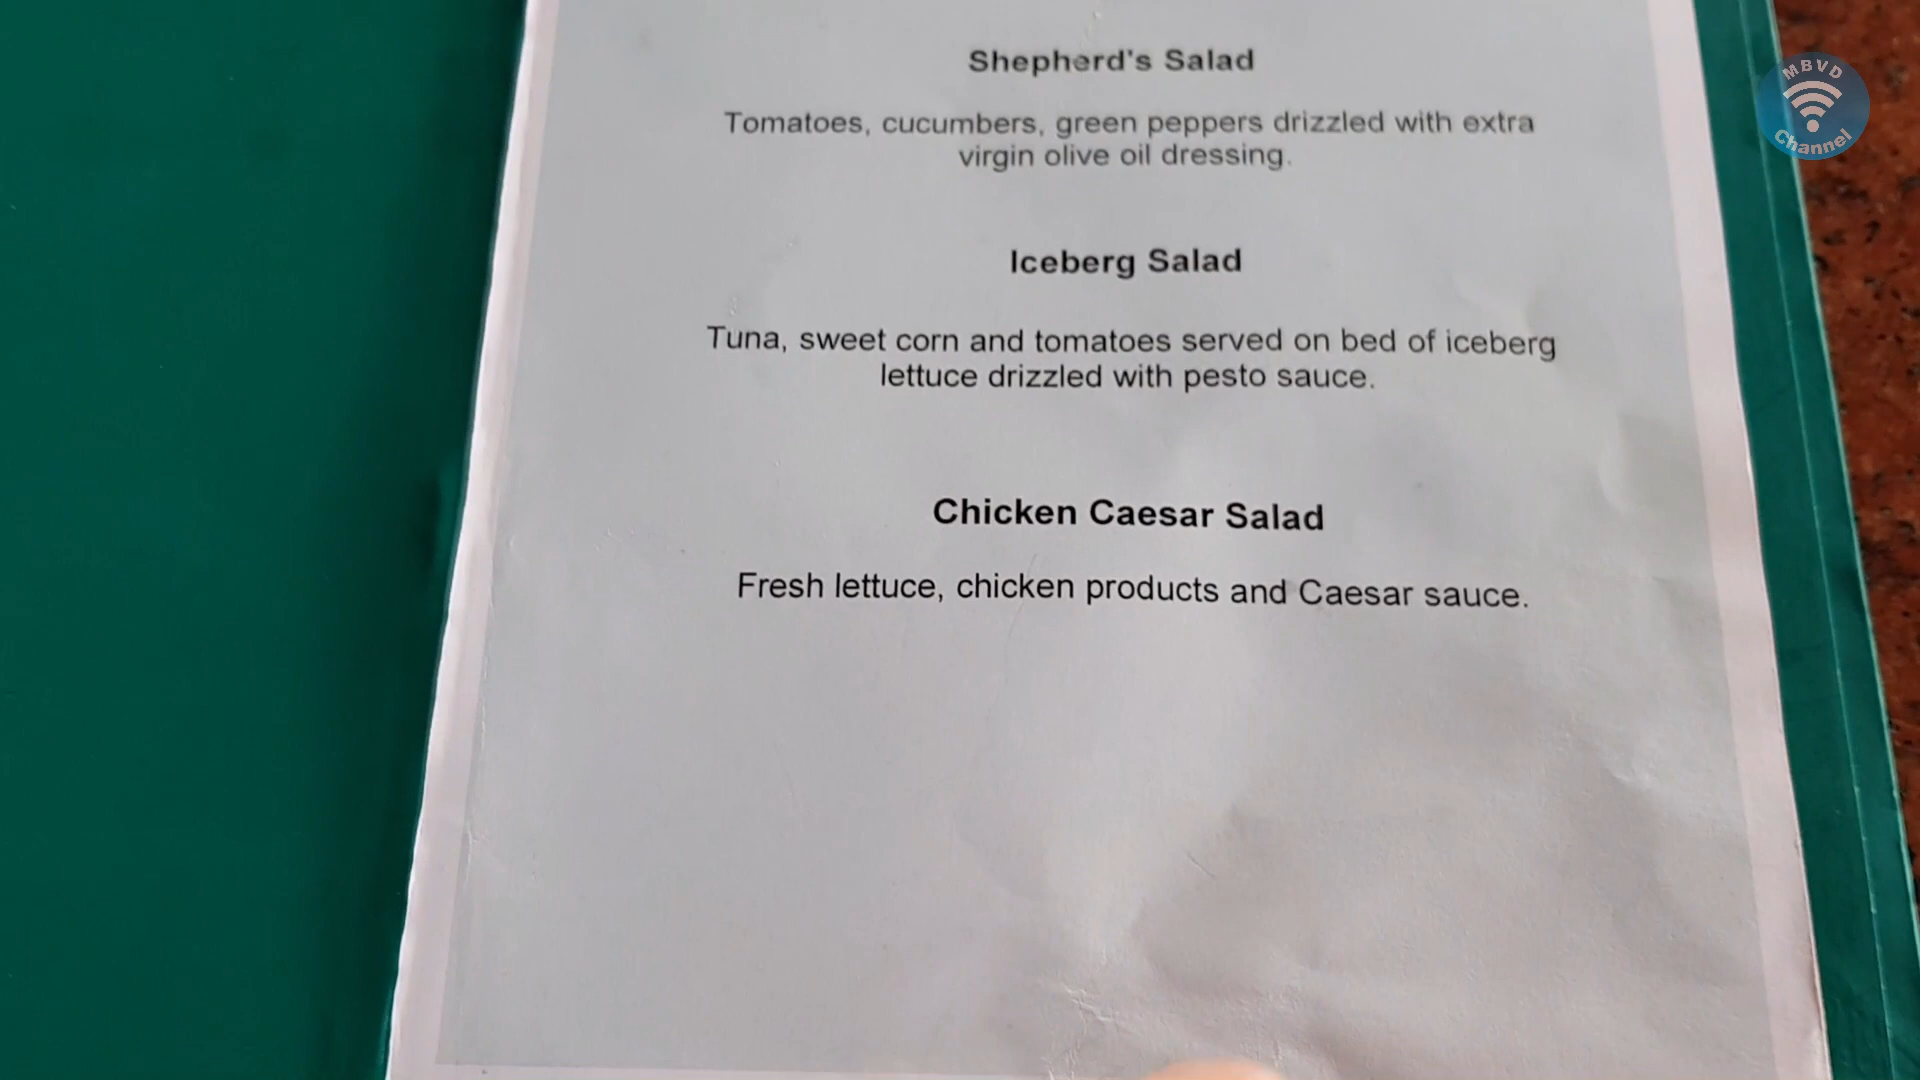 Shepherd's Salad
Tomatoes, cucumbers, green peppers drizzled with extra
virgin olive oil dressing.
Iceberg Salad
Tuna, sweet corn and tomatoes served on bed of iceberg
lettuce drizzled with pesto sauce.
Chicken Caesar Salad
Fresh lettuce, chicken products and Caesar sauce.
MBVD
Channel